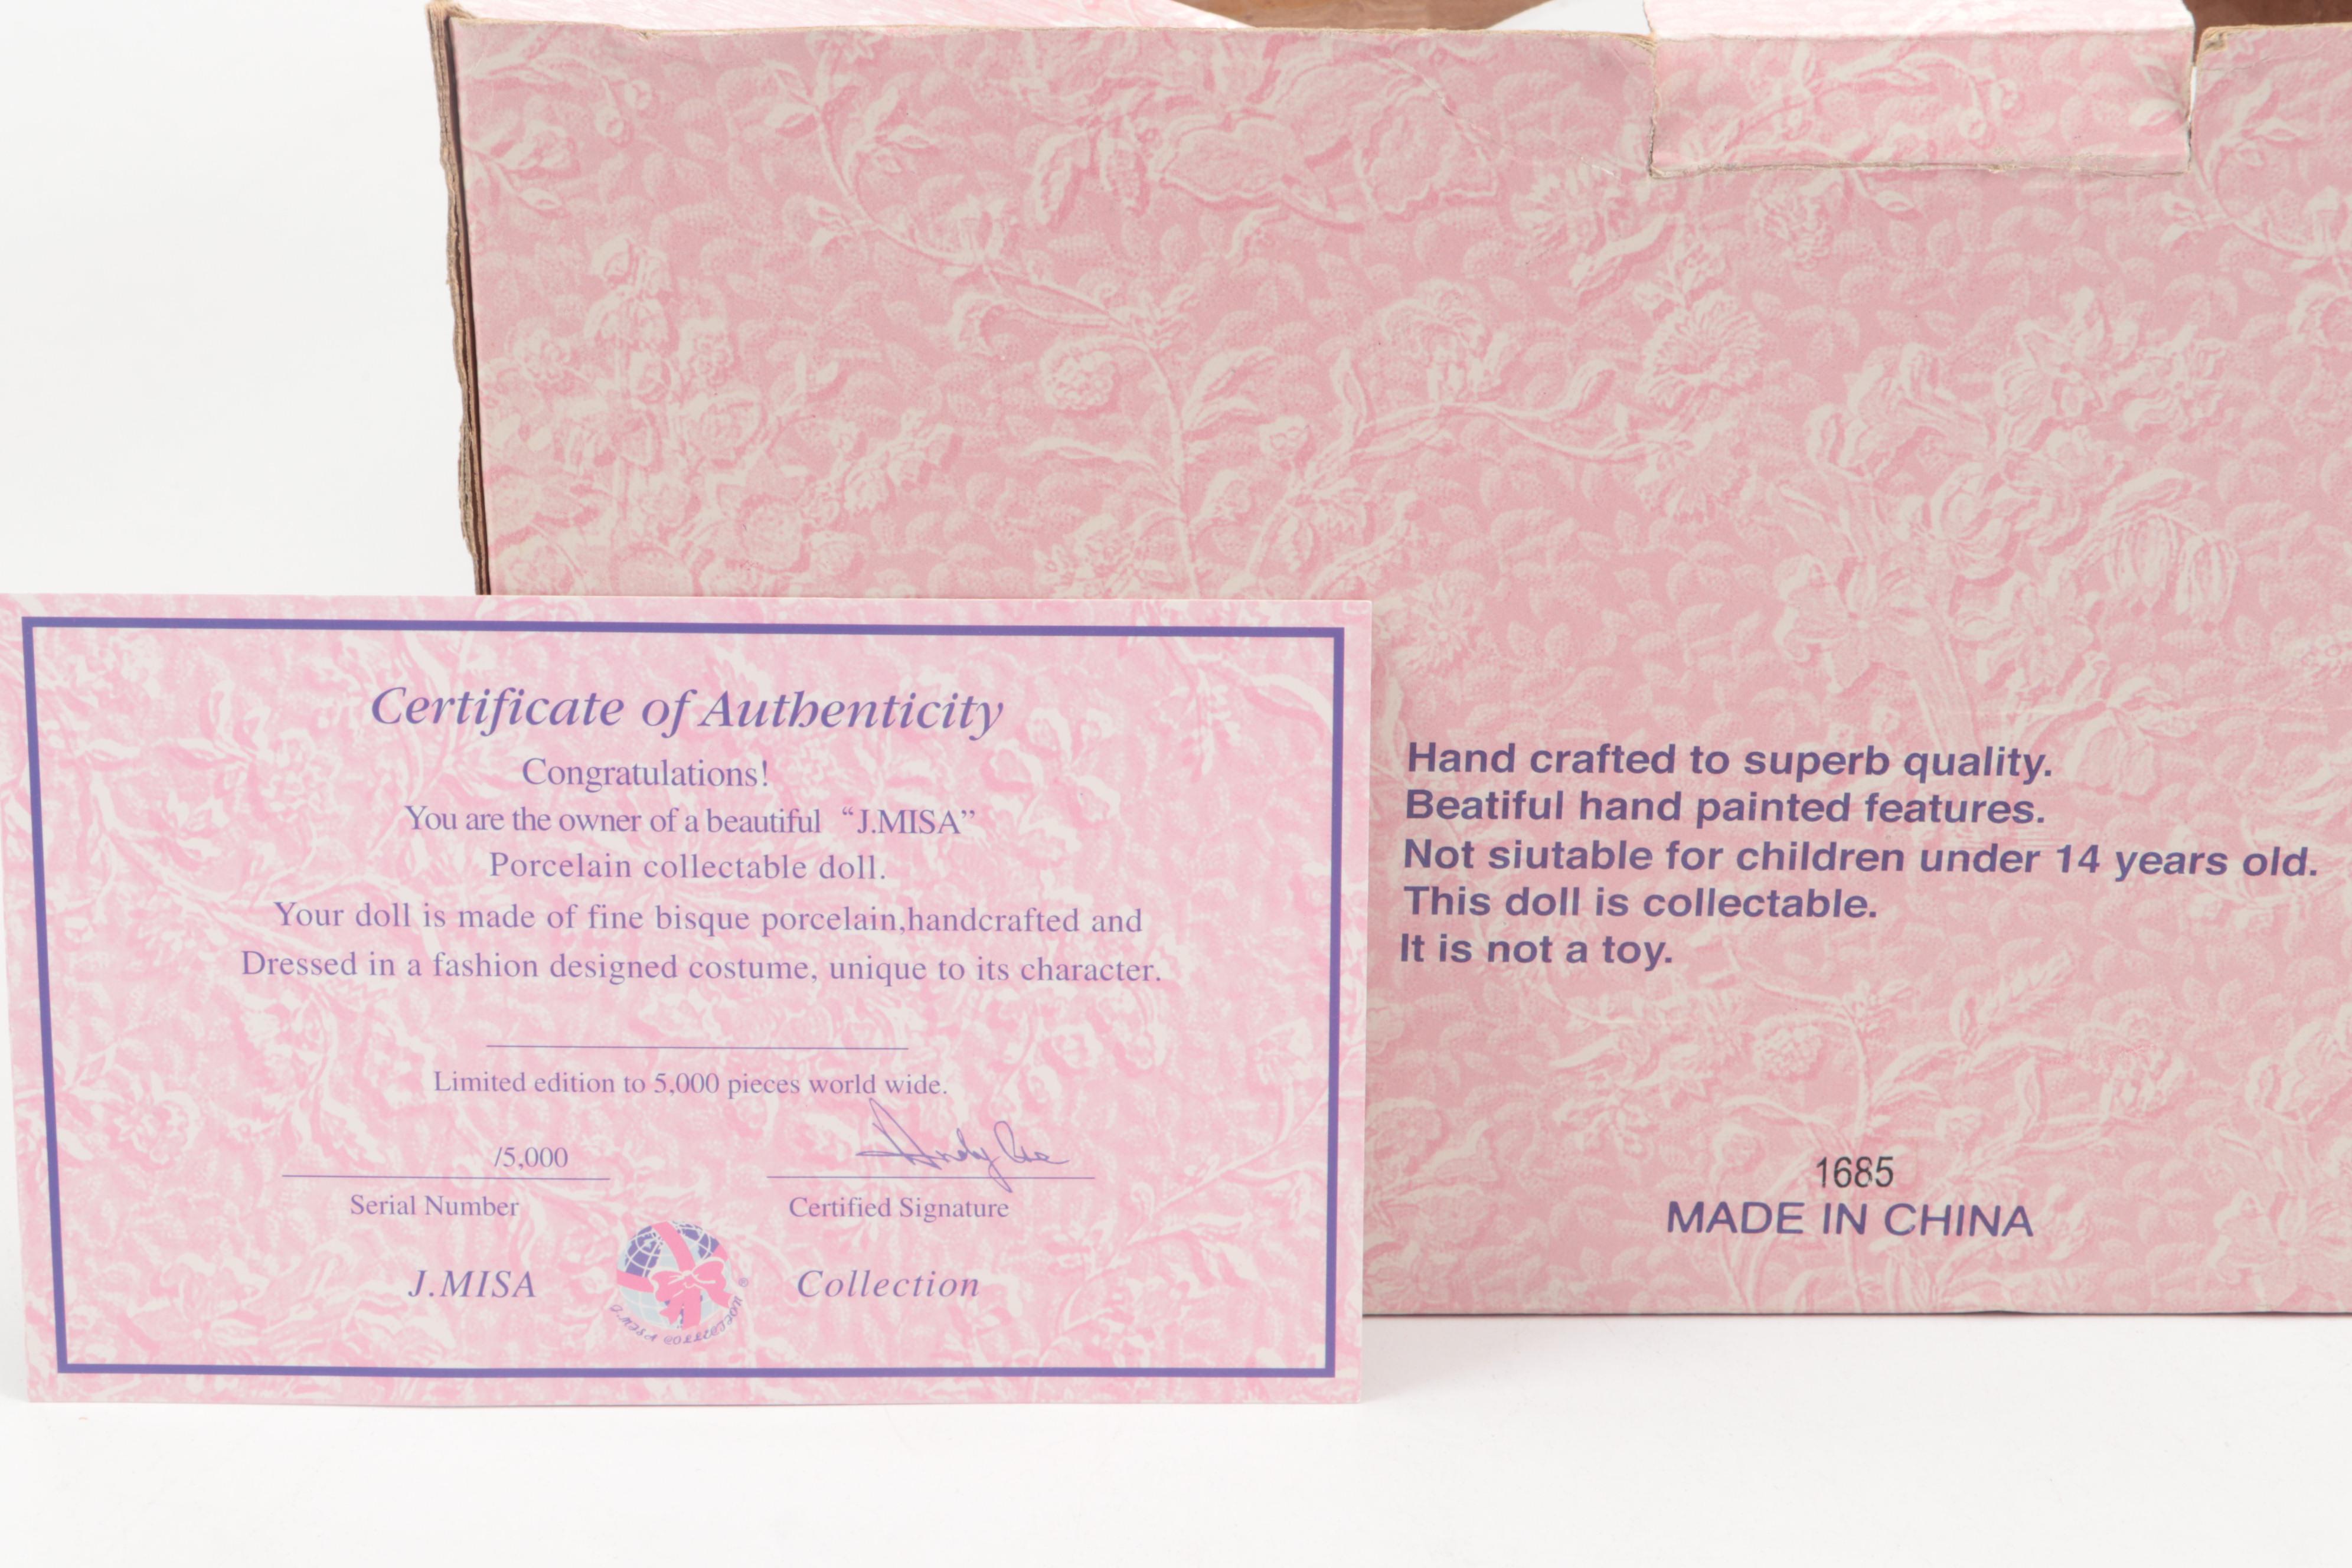 Certificate of Authenticity
Congratulations!
You are the owner of a beautiful “J.MISA”
Porcelain collectable doll.
Your doll is made of fine bisque porcelain,handcrafted and
Dressed in a fashion designed costume, unique to its character.
Limited edition to 5,000 pieces world wide.
/5,000
Serial Number
Certified Signature
J.MISA
Collection
J.MISA COLLECTION ®
Hand crafted to superb quality.
Beatiful hand painted features.
Not siutable for children under 14 years old.
This doll is collectable.
It is not a toy.
1685
MADE IN CHINA